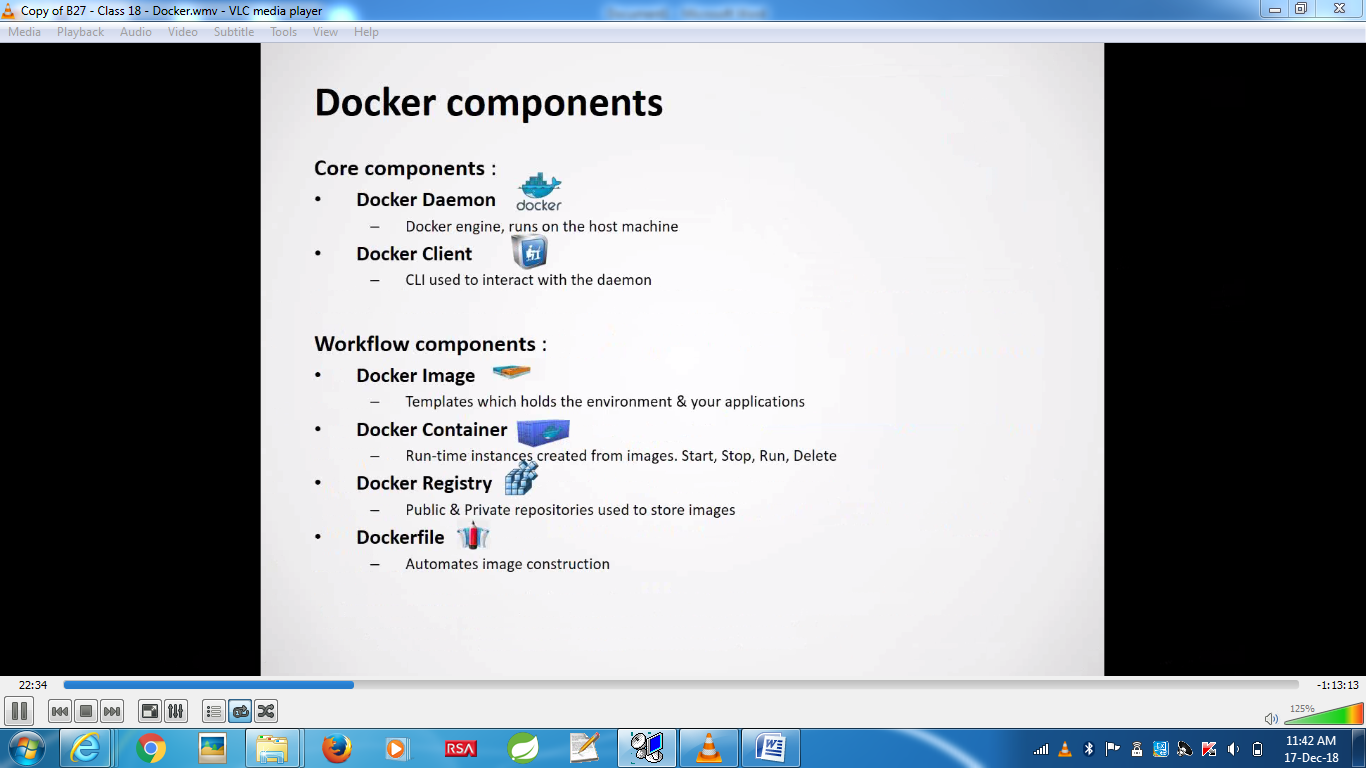 Copy of B27 - Class 18 - Docker.wmv - VLC media player
Media Playback Audio Video Subtitle Tools View Help
Docker components
Core components :
• Docker Daemon
docker
– Docker engine, runs on the host machine
• Docker Client
– CLI used to interact with the daemon
Workflow components :
• Docker Image
– Templates which holds the environment & your applications
• Docker Container
– Run-time instances created from images. Start, Stop, Run, Delete
• Docker Registry
– Public & Private repositories used to store images
• Dockerfile
– Automates image construction
22:34 -1:13:13
125%
RSA
11:42 AM
17-Dec-18